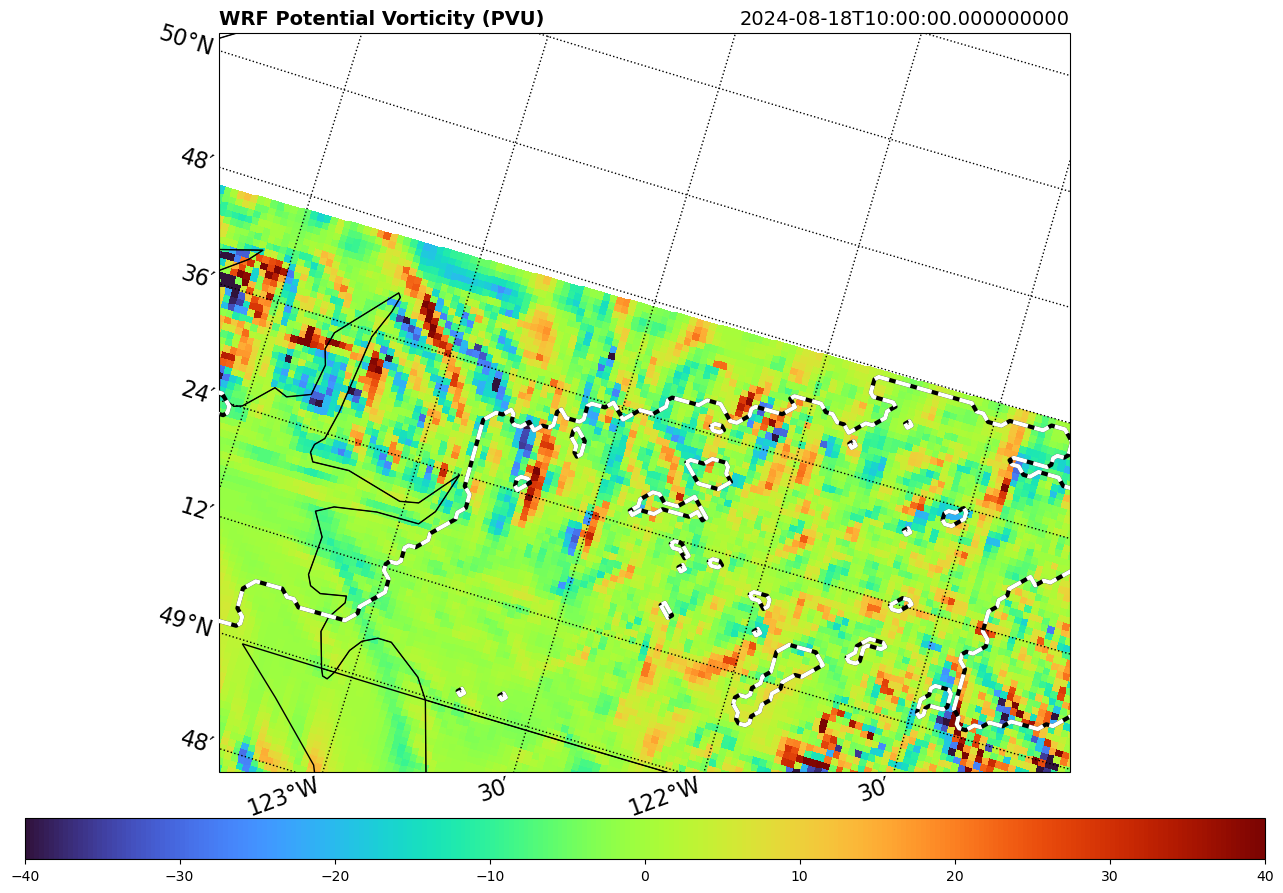 WRF Potential Vorticity (PVU) 2024-08-18T10:00:00.000000000
50°N
48′
36′
24′
12′
49°N
48′
123°W 30′ 122°W 30′
−40 −30 −20 −10 0 10 20 30 40